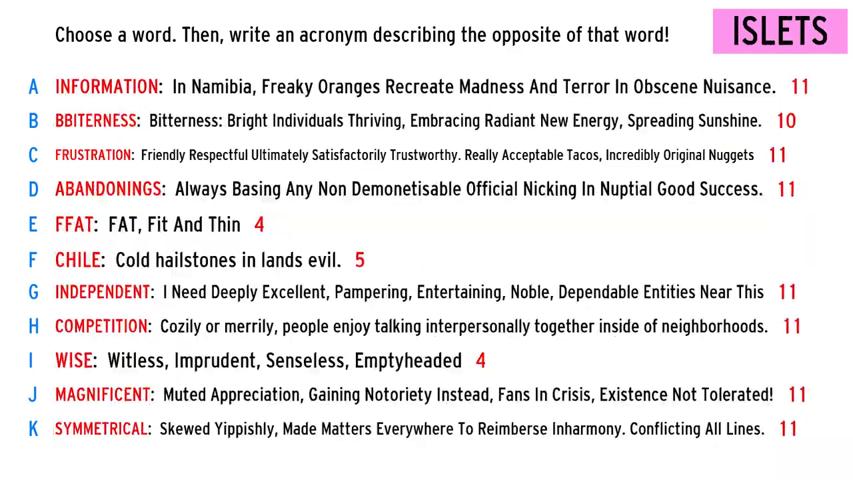 Choose a word. Then, write an acronym describing the opposite of that word!
ISLETS
A INFORMATION: In Namibia, Freaky Oranges Recreate Madness And Terror In Obscene Nuisance. 11
B BBITERNESS: Bitterness: Bright Individuals Thriving, Embracing Radiant New Energy, Spreading Sunshine. 10
C FRUSTRATION: Friendly Respectful Ultimately Satisfactorily Trustworthy. Really Acceptable Tacos, Incredibly Original Nuggets 11
D ABANDONINGS: Always Basing Any Non Demonetisable Official Nicking In Nuptial Good Success. 11
E FFAT: FAT, Fit And Thin 4
F CHILE: Cold hailstones in lands evil. 5
G INDEPENDENT: I Need Deeply Excellent, Pampering, Entertaining, Noble, Dependable Entities Near This 11
H COMPETITION: Cozily or merrily, people enjoy talking interpersonally together inside of neighborhoods. 11
I WISE: Witless, Imprudent, Senseless, Emptyheaded 4
J MAGNIFICENT: Muted Appreciation, Gaining Notoriety Instead, Fans In Crisis, Existence Not Tolerated! 11
K SYMMETRICAL: Skewed Yippishly, Made Matters Everywhere To Reimberse Inharmony. Conflicting All Lines. 11